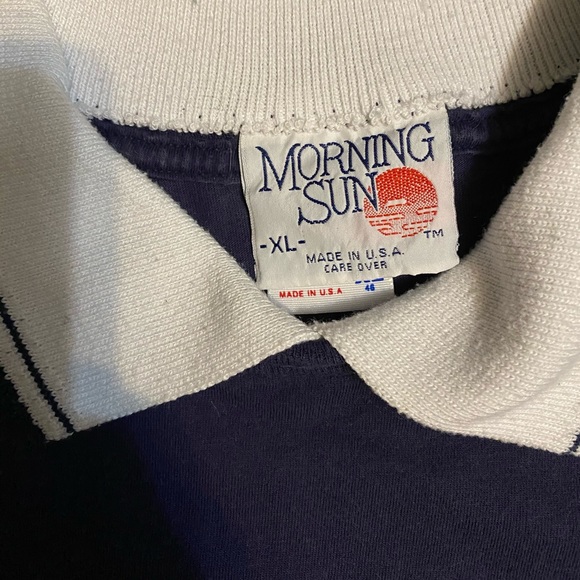 MORNING
SUN
-XL-
TM
MADE IN U.S.A.
CARE OVER
MADE IN U.S.A
46